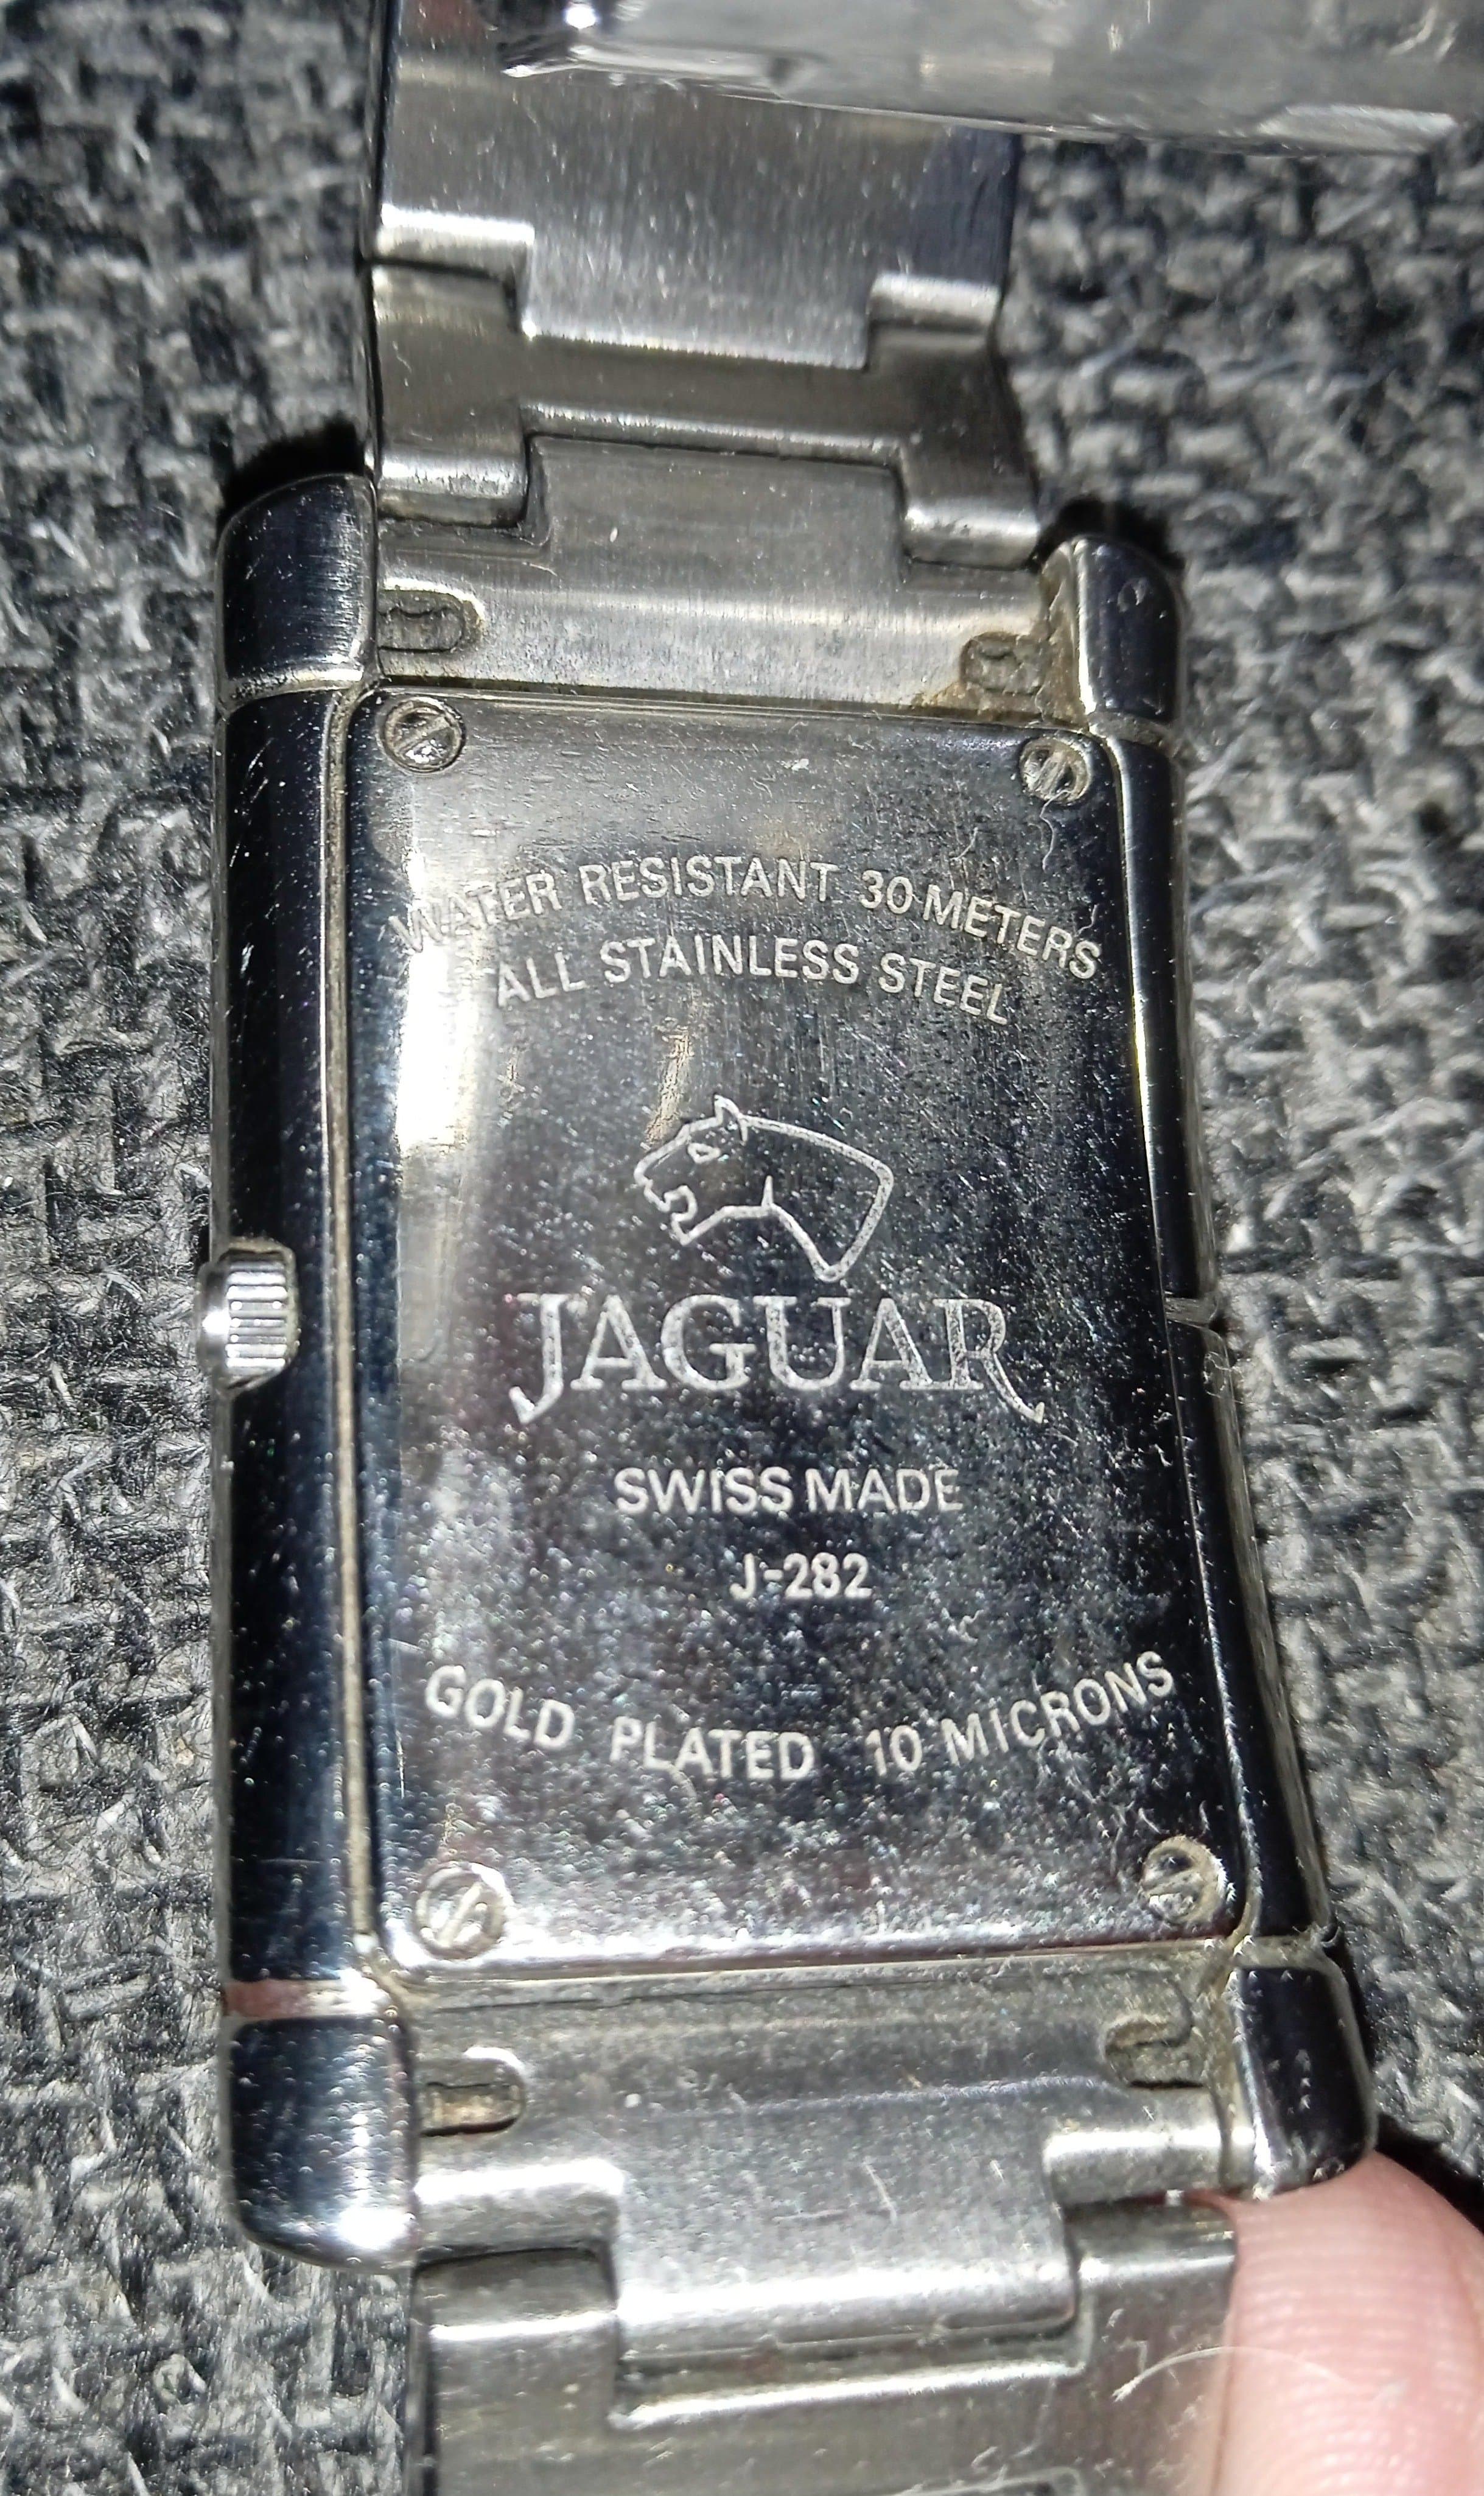 WATER RESISTANT 30 METERS
ALL STAINLESS STEEL
JAGUAR
SWISS MADE
J-282
GOLD PLATED 10 MICRONS